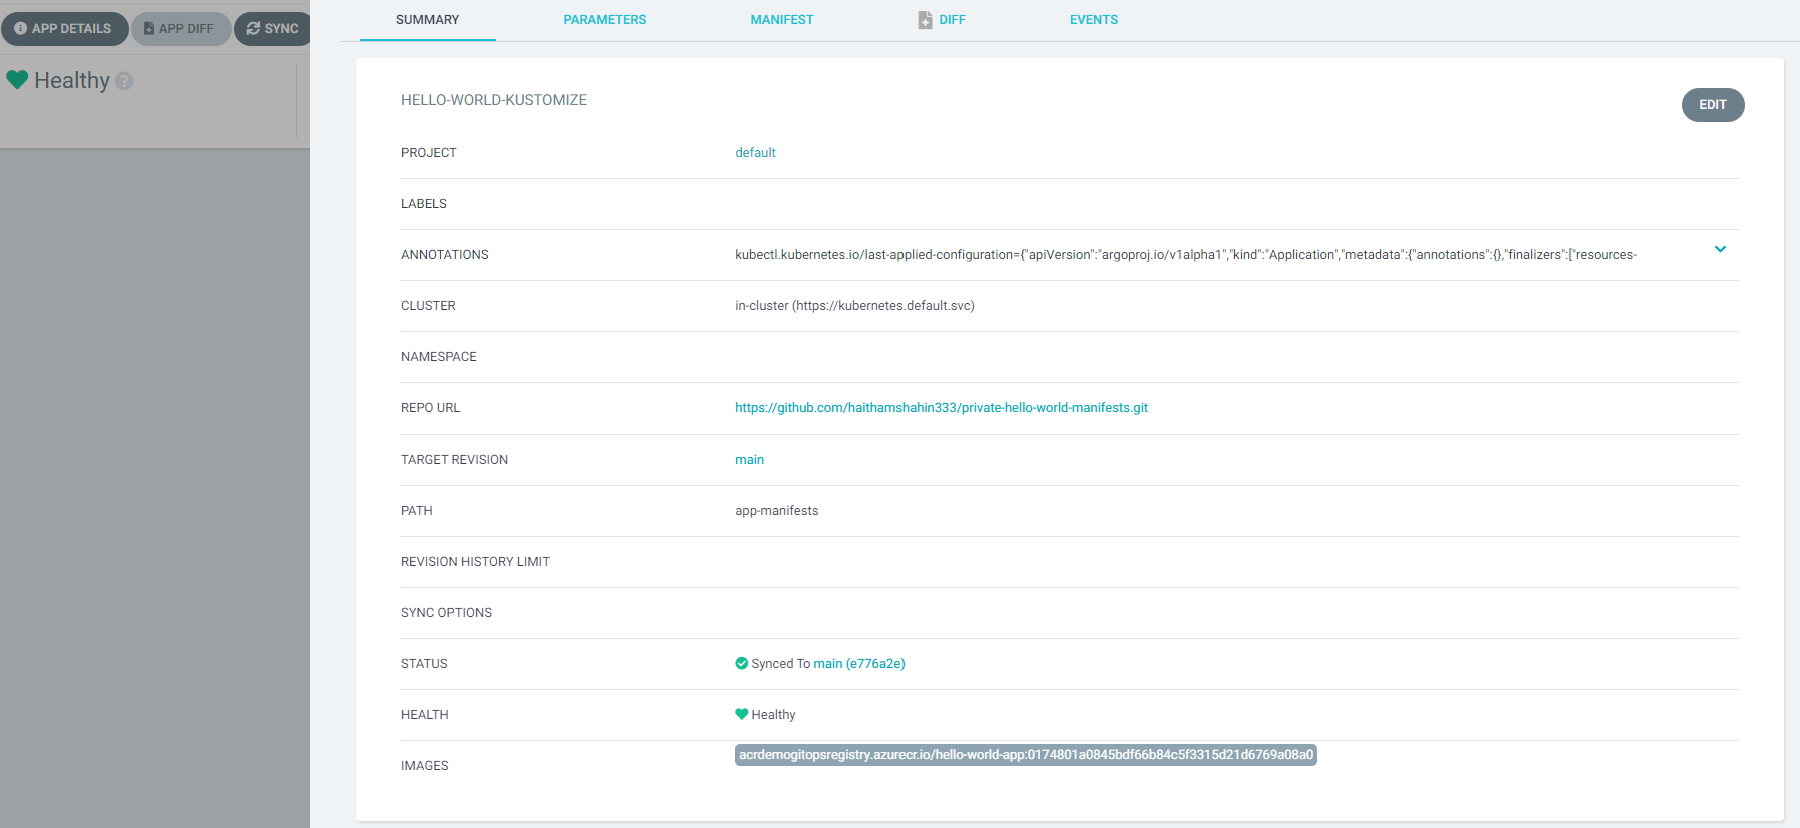 APP DETAILS
APP DIFF
SYNC
Healthy
SUMMARY
PARAMETERS
MANIFEST
DIFF
EVENTS
HELLO-WORLD-KUSTOMIZE
EDIT
PROJECT default
LABELS
ANNOTATIONS kubectl.kubernetes.io/last-applied-configuration={"apiVersion":"argoproj.io/v1alpha1","kind":"Application","metadata":{"annotations":{},"finalizers":["resources-
CLUSTER in-cluster (https://kubernetes.default.svc)
NAMESPACE
REPO URL https://github.com/haithamshahin333/private-hello-world-manifests.git
TARGET REVISION main
PATH app-manifests
REVISION HISTORY LIMIT
SYNC OPTIONS
STATUS Synced To main (e776a2e)
HEALTH Healthy
IMAGES acrdemogitopsregistry.azurecr.io/hello-world-app:0174801a0845bdf66b84c5f3315d21d6769a08a0